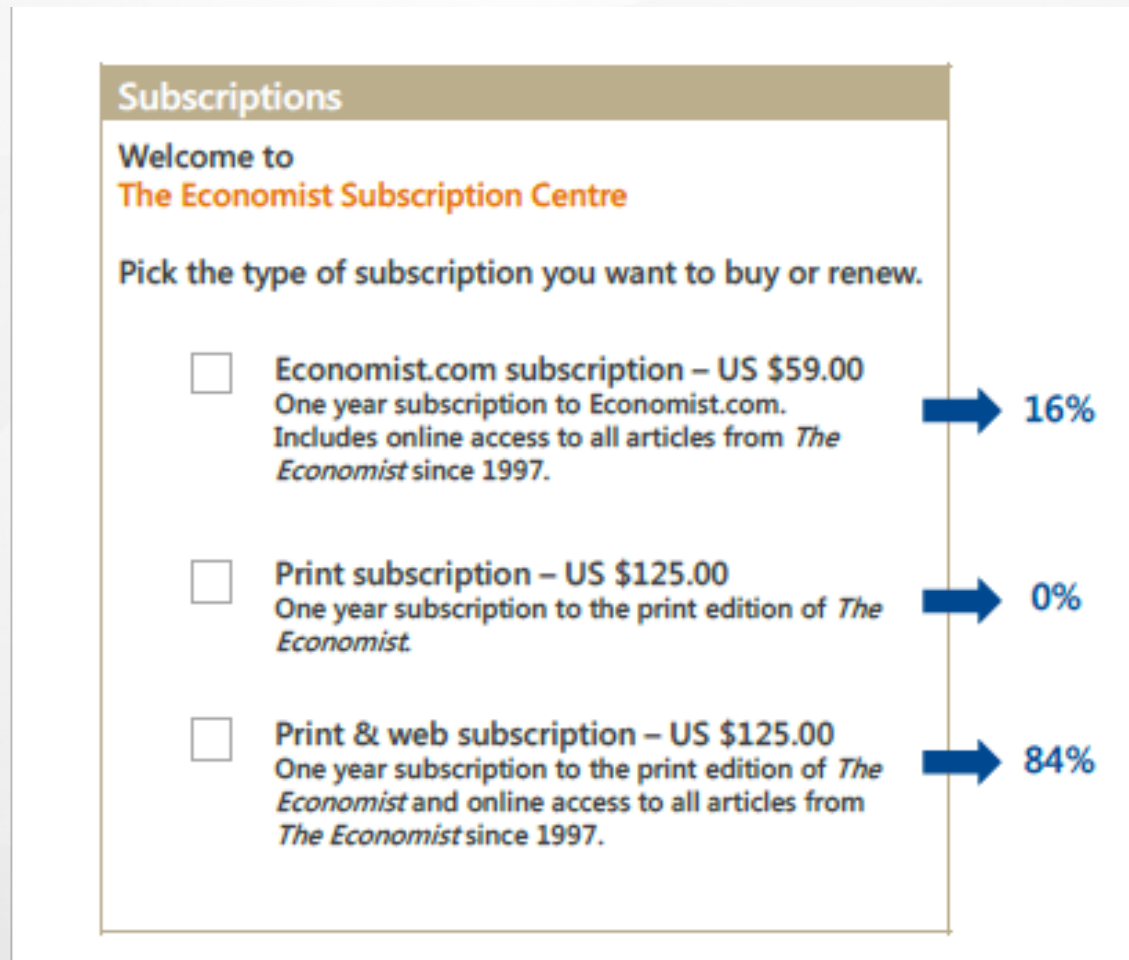 Subscriptions
Welcome to
The Economist Subscription Centre
Pick the type of subscription you want to buy or renew.
Economist.com subscription – US $59.00
One year subscription to Economist.com.
Includes online access to all articles from The
Economist since 1997.
16%
Print subscription – US $125.00
One year subscription to the print edition of The
Economist.
0%
Print & web subscription – US $125.00
One year subscription to the print edition of The
Economist and online access to all articles from
The Economist since 1997.
84%